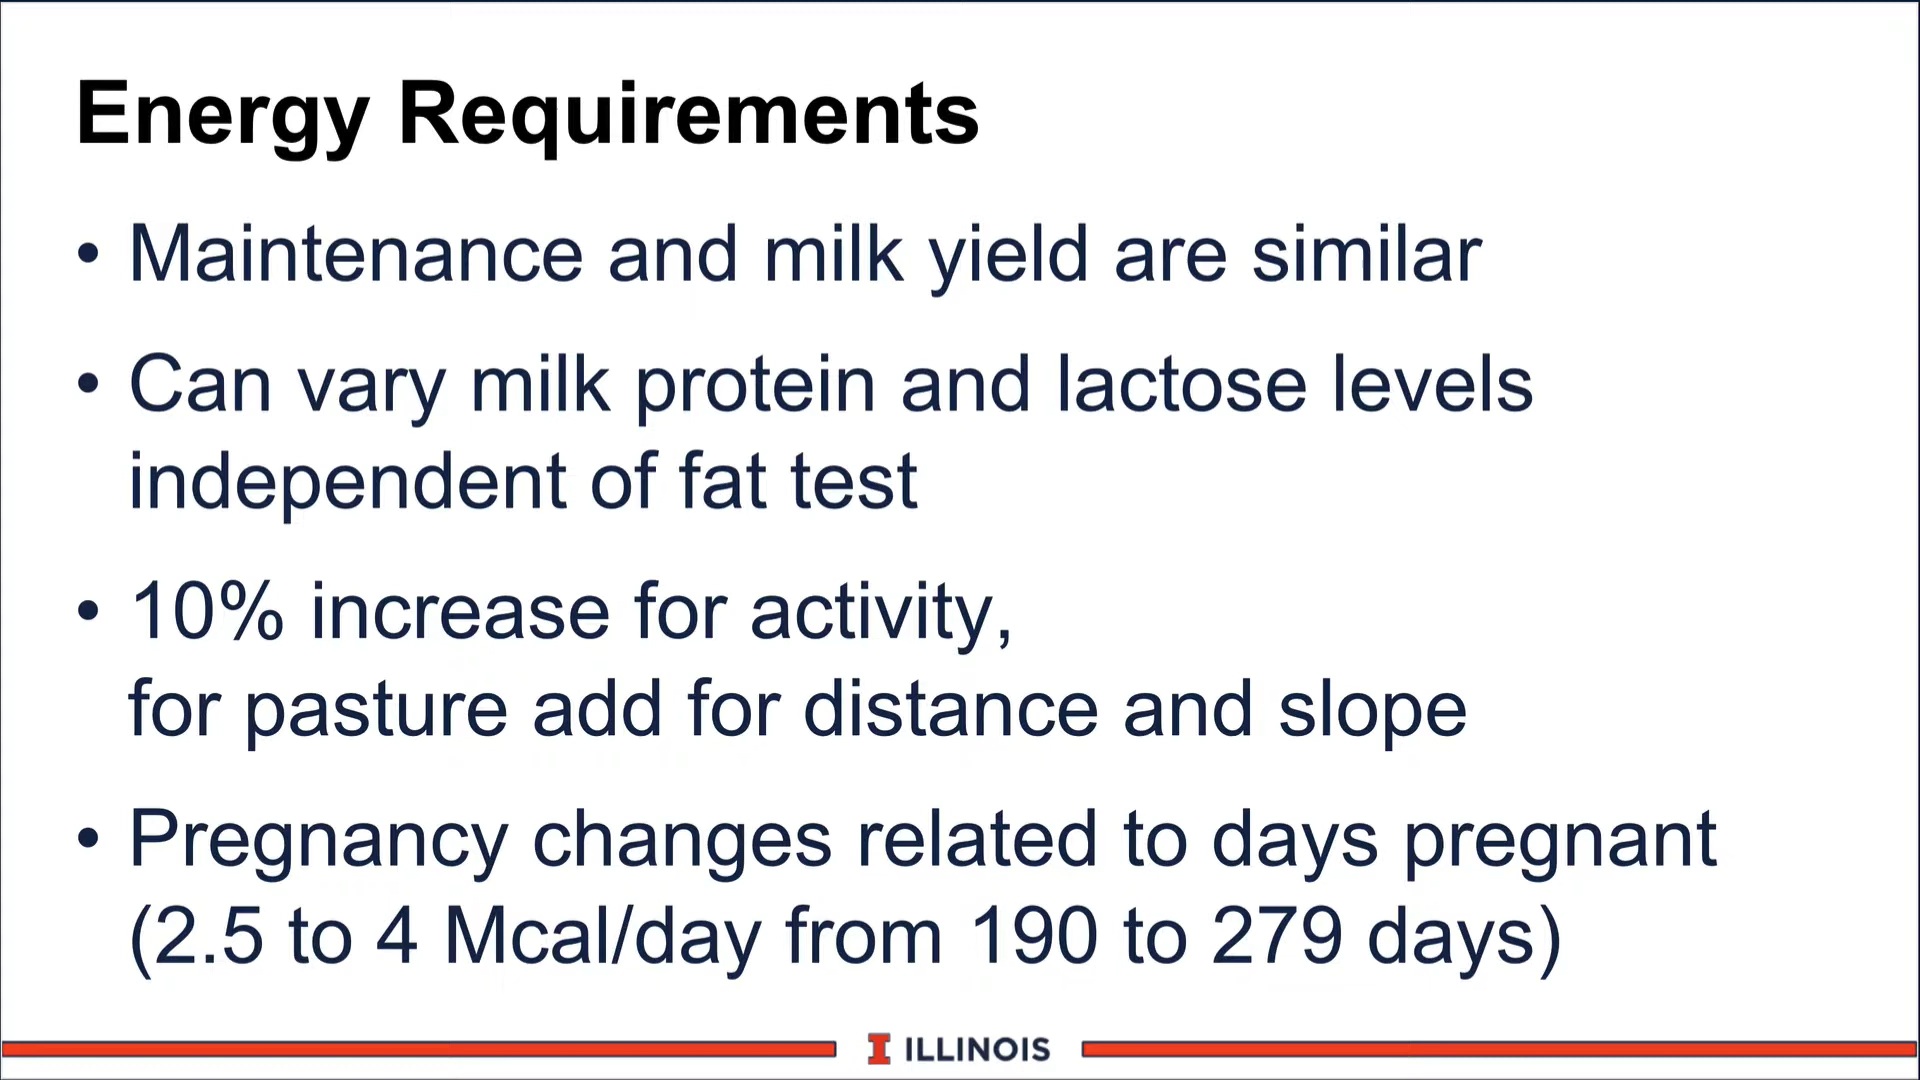 Energy Requirements
• Maintenance and milk yield are similar
• Can vary milk protein and lactose levels
independent of fat test
• 10% increase for activity,
for pasture add for distance and slope
• Pregnancy changes related to days pregnant
(2.5 to 4 Mcal/day from 190 to 279 days)
I ILLINOIS